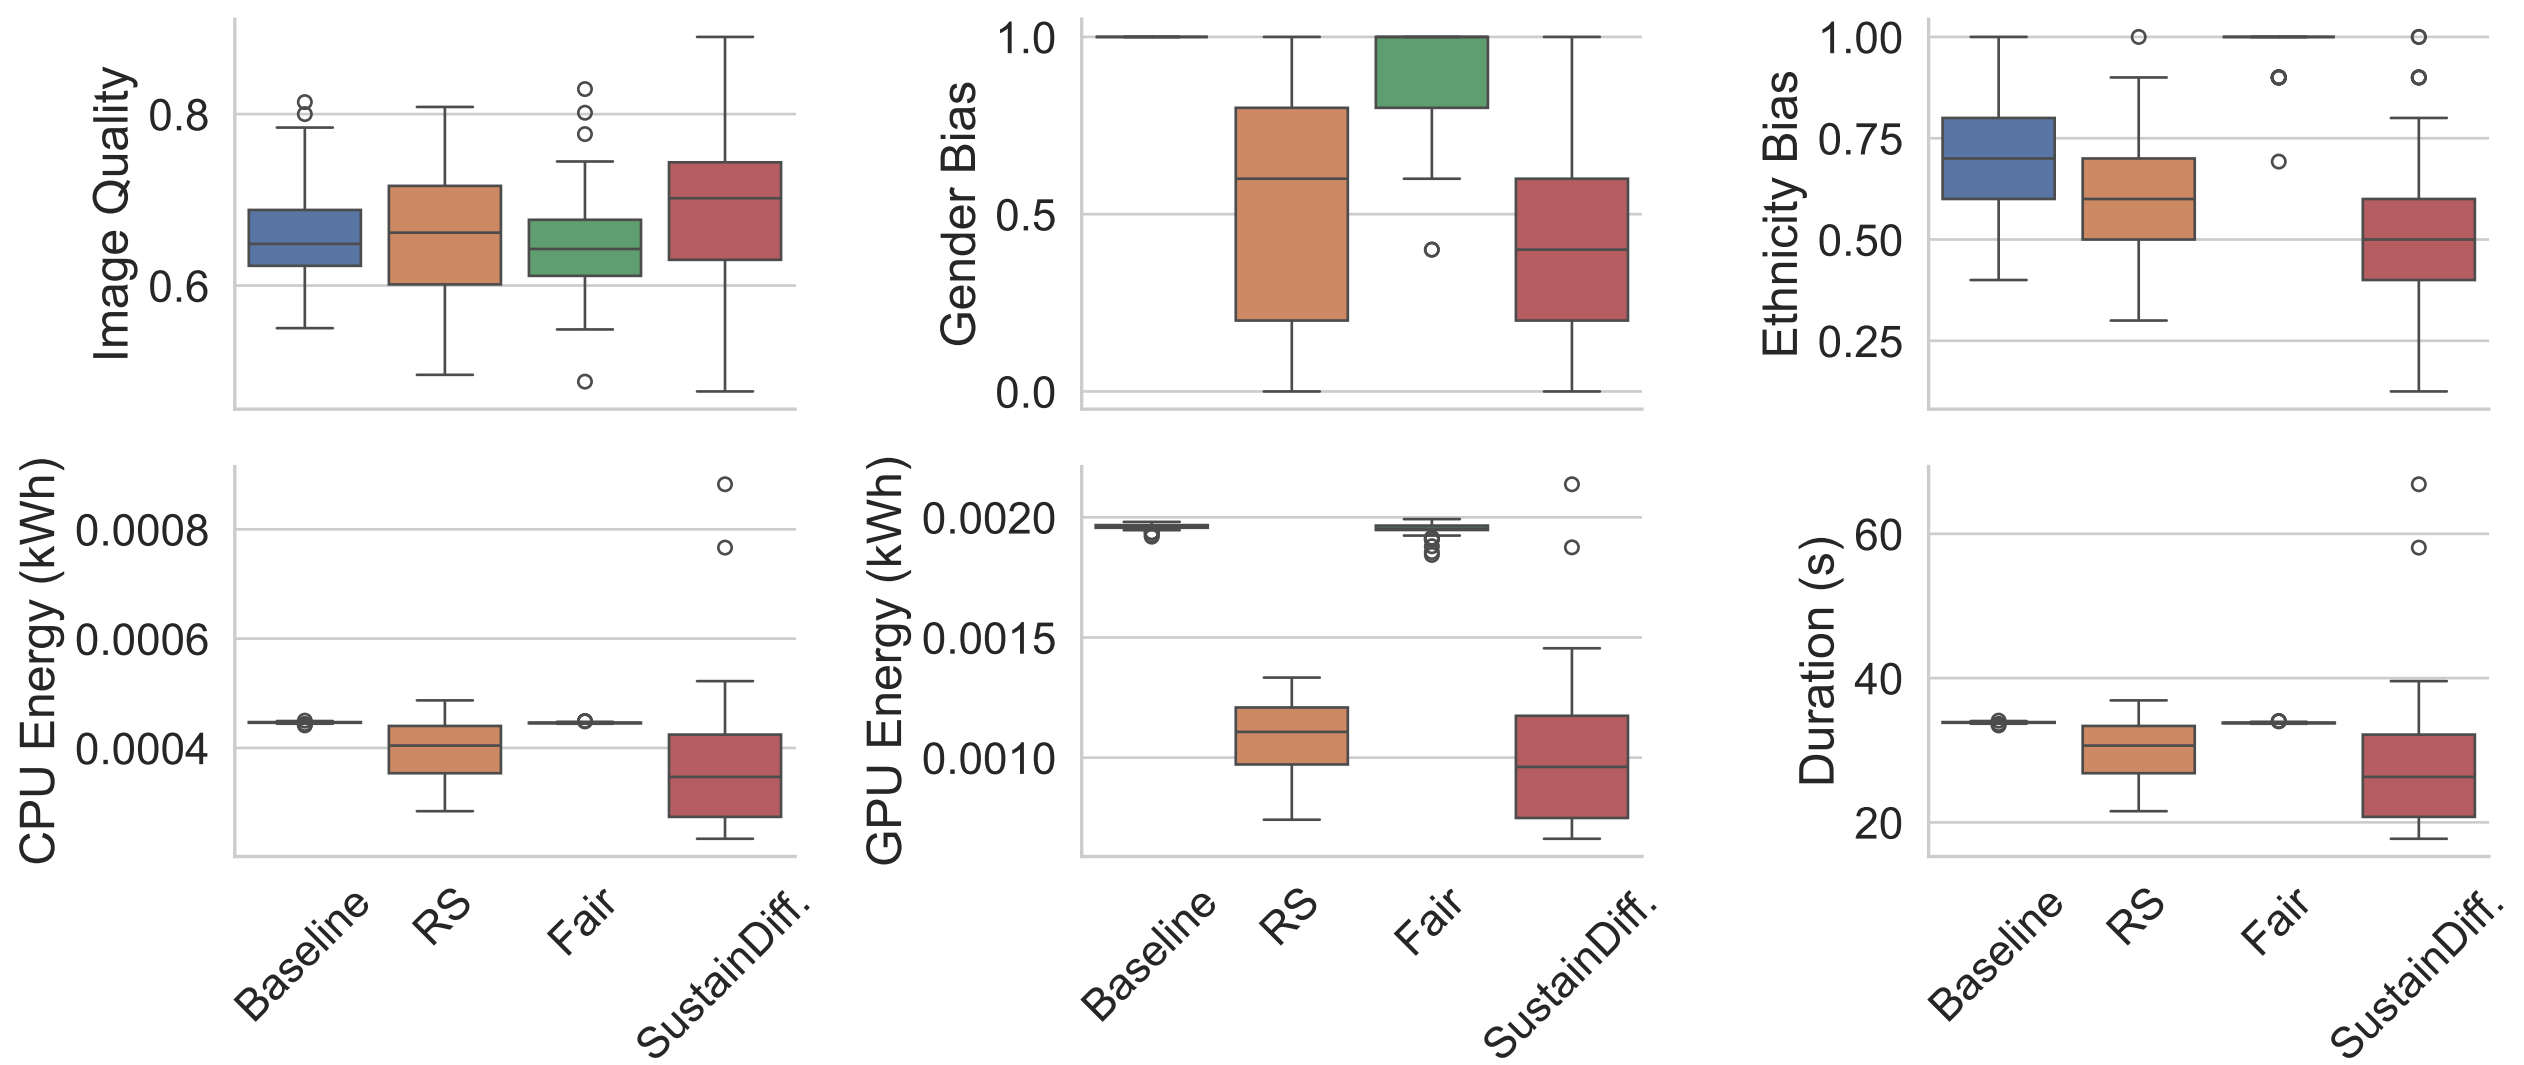 Image Quality
0.8
0.6
Gender Bias
1.0
0.5
0.0
Ethnicity Bias
1.00
0.75
0.50
0.25
CPU Energy (kWh)
0.0008
0.0006
0.0004
GPU Energy (kWh)
0.0020
0.0015
0.0010
Duration (s)
60
40
20
Baseline
RS
Fair
SustainDiff.
Baseline
RS
Fair
SustainDiff.
Baseline
RS
Fair
SustainDiff.